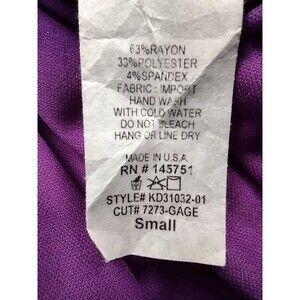 63%RAYON
33%POLYESTER
4%SPANDEX
FABRIC: IMPORT
HAND WASH
WITH COLD WATER
DO NOT BLEACH
HANG OR LINE DRY
MADE IN U.S.A.
RN # 145751
STYLE# KD31032-01
CUT# 7273-GAGE
Small